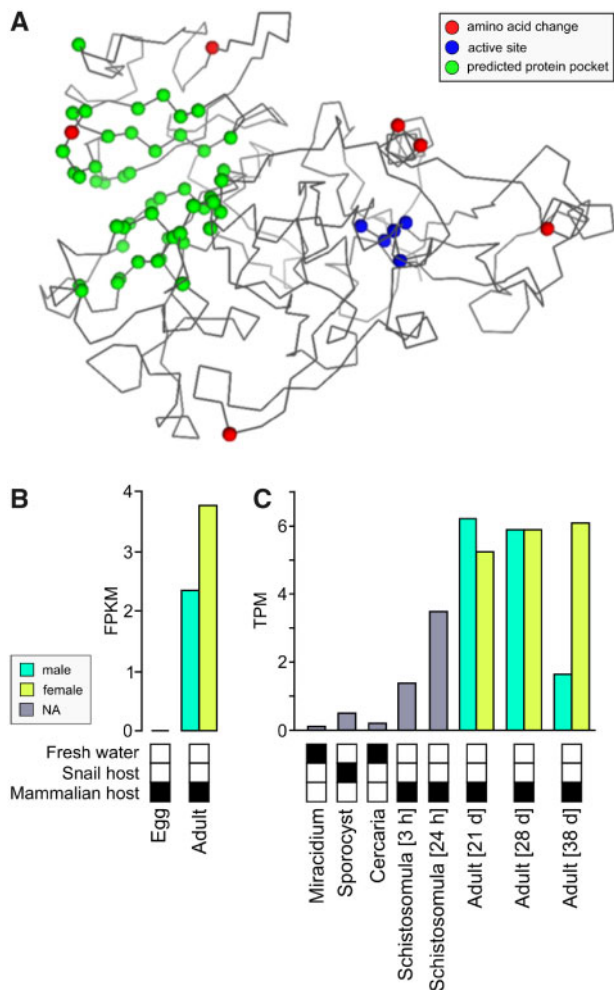 A
amino acid change
active site
predicted protein pocket
B
FPKM
4
3
2
1
0
male
female
NA
Fresh water
Snail host
Mammalian host
Egg
Adult
C
TPM
6
4
2
0
Miracidium
Sporocyst
Cercaria
Schistosomula [3 h]
Schistosomula [24 h]
Adult [21 d]
Adult [28 d]
Adult [38 d]